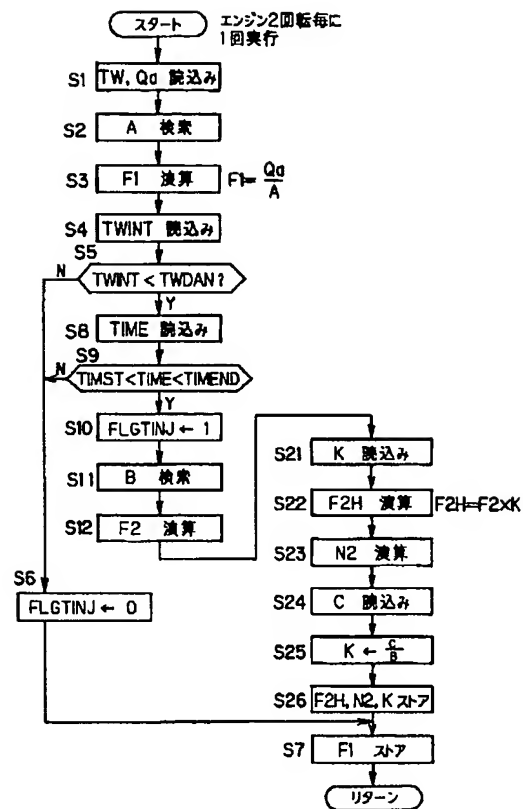 スタート
エンジン2回転毎に
1回実行
S1 TW, Qa 読込み
S2 A 検索
S3 F1 演算 F1= Qa/A
S4 TWINT 読込み
S5
TWINT < TWDAN?
N
Y
S8 TIME 読込み
S9
TIMST<TIME<TIMEND
N
Y
S10 FLGTINJ ← 1
S11 B 検索
S12 F2 演算
S6
FLGTINJ ← 0
S21 K 読込み
S22 F2H 演算 F2H=F2×K
S23 N2 演算
S24 C 読込み
S25 K ← C/B
S26 F2H, N2, K ストア
S7 F1 ストア
リターン